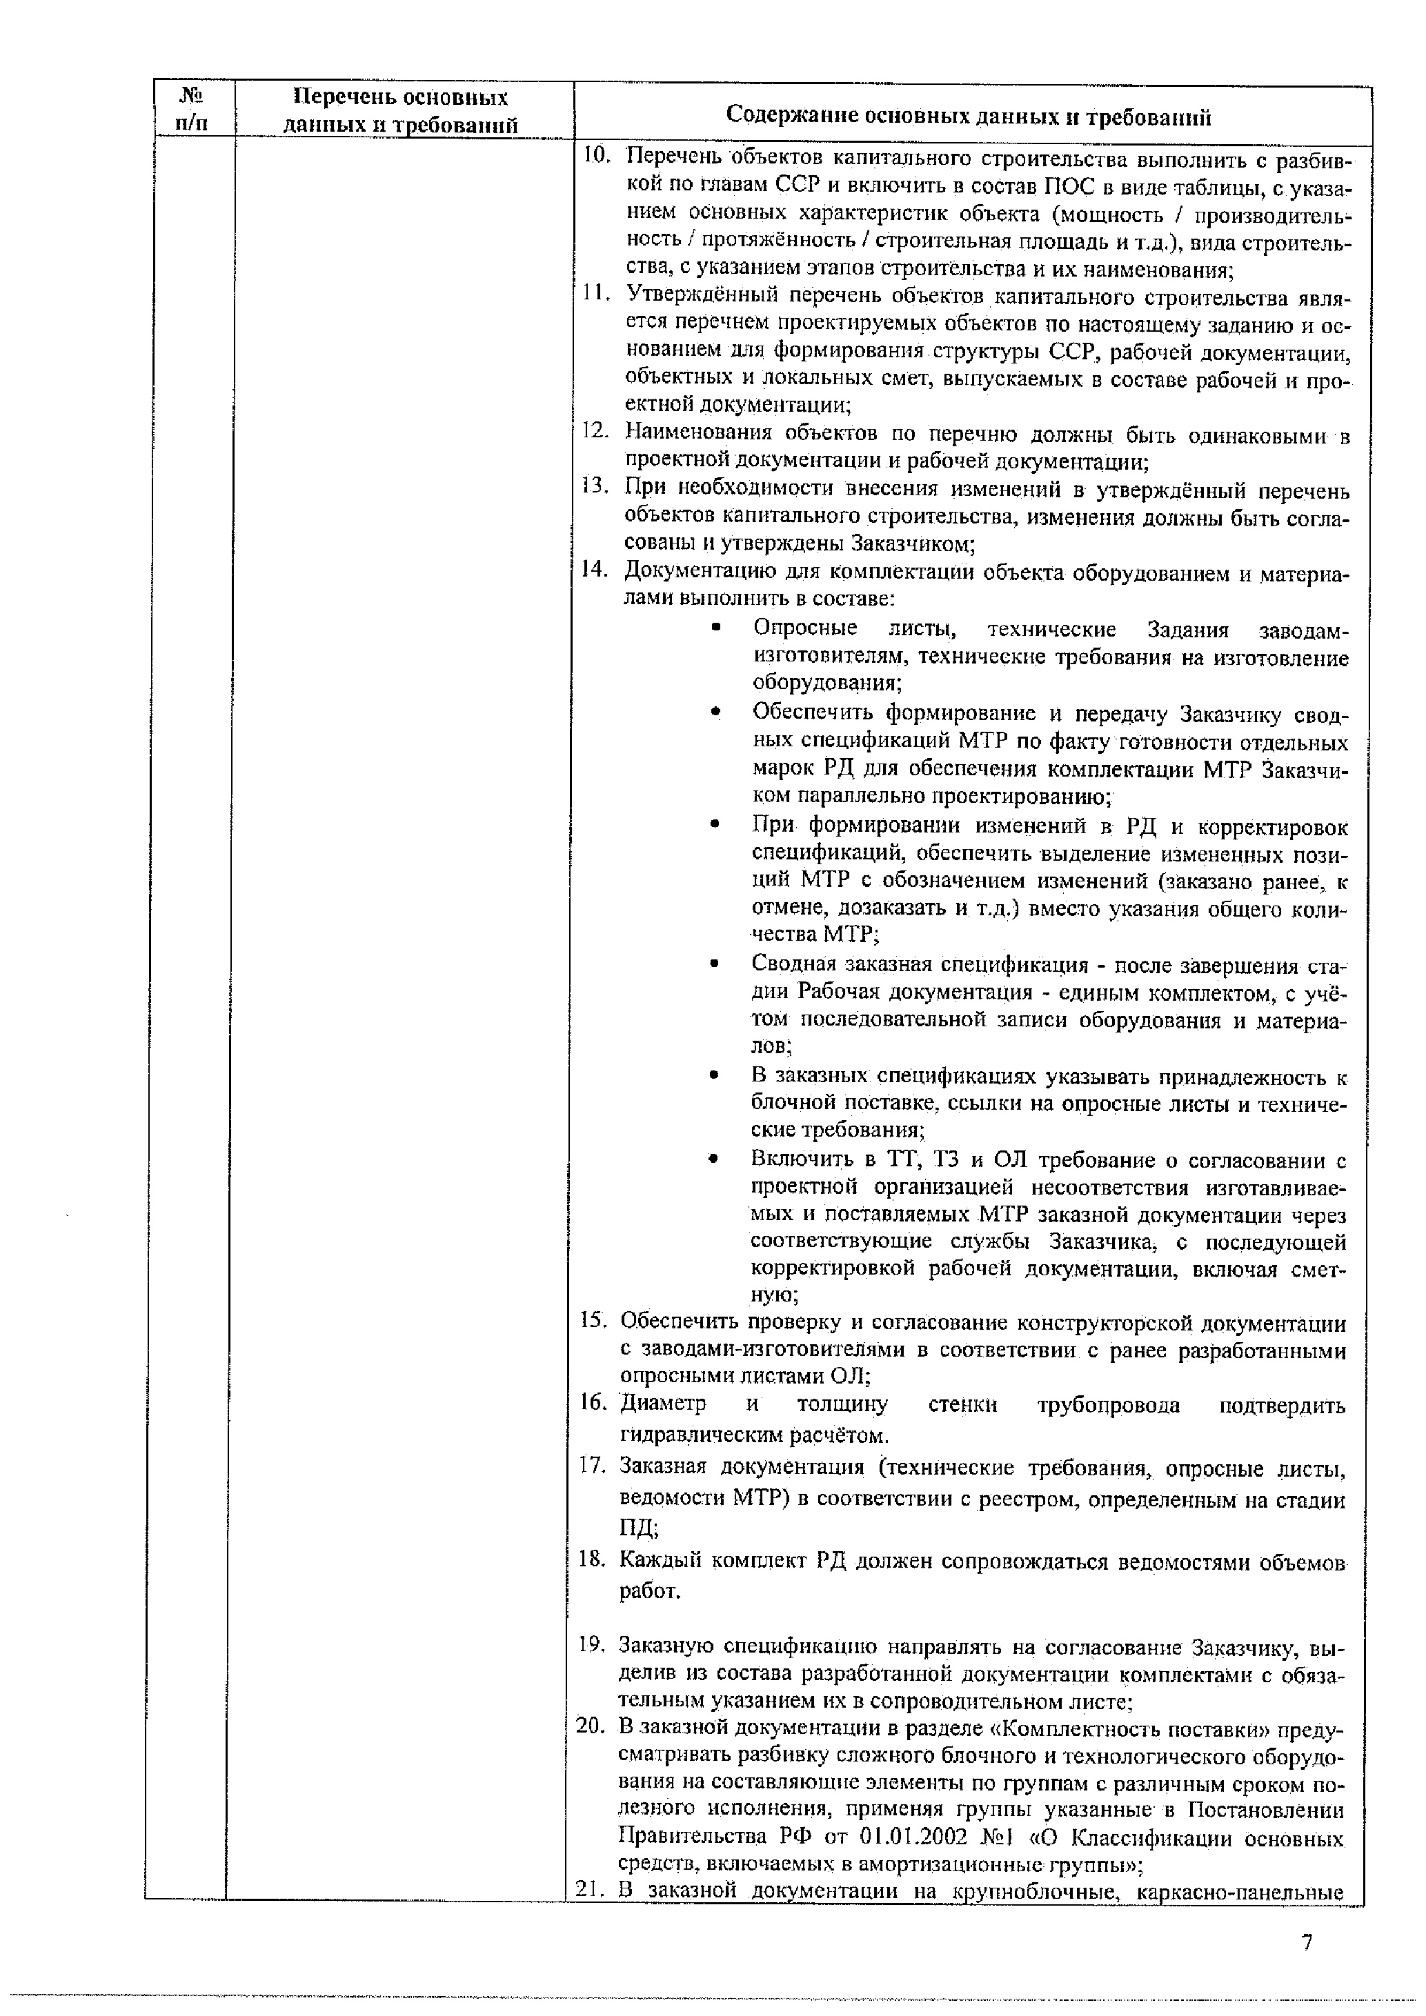 №
п/п
Перечень основных
данных и требований
Содержание основных данных и требований
10. Перечень объектов капитального строительства выполнить с разбив-
кой по главам ССР и включить в состав ПОС в виде таблицы, с указа-
нием основных характеристик объекта (мощность / производитель-
ность / протяжённость / строительная площадь и т.д.), вида строитель-
ства, с указанием этапов строительства и их наименования;
11. Утверждённый перечень объектов капитального строительства явля-
ется перечнем проектируемых объектов по настоящему заданию и ос-
нованием для формирования структуры ССР, рабочей документации,
объектных и локальных смет, выпускаемых в составе рабочей и про-
ектной документации;
12. Наименования объектов по перечню должны быть одинаковыми в
проектной документации и рабочей документации;
13. При необходимости внесения изменений в утверждённый перечень
объектов капитального строительства, изменения должны быть согла-
сованы и утверждены Заказчиком;
14. Документацию для комплектации объекта оборудованием и материа-
лами выполнить в составе:
• Опросные листы, технические Задания заводам-
изготовителям, технические требования на изготовление
оборудования;
• Обеспечить формирование и передачу Заказчику свод-
ных спецификаций МТР по факту готовности отдельных
марок РД для обеспечения комплектации МТР Заказчи-
ком параллельно проектированию;
• При формировании изменений в РД и корректировок
спецификаций, обеспечить выделение измененных пози-
ций МТР с обозначением изменений (заказано ранее, к
отмене, дозаказать и т.д.) вместо указания общего коли-
чества МТР;
• Сводная заказная спецификация - после завершения ста-
дии Рабочая документация - единым комплектом, с учё-
том последовательной записи оборудования и материа-
лов;
• В заказных спецификациях указывать принадлежность к
блочной поставке, ссылки на опросные листы и техниче-
ские требования;
• Включить в ТТ, ТЗ и ОЛ требование о согласовании с
проектной организацией несоответствия изготавливае-
мых и поставляемых МТР заказной документации через
соответствующие службы Заказчика, с последующей
корректировкой рабочей документации, включая смет-
ную;
15. Обеспечить проверку и согласование конструкторской документации
с заводами-изготовителями в соответствии с ранее разработанными
опросными листами ОЛ;
16. Диаметр и толщину стенки трубопровода подтвердить
гидравлическим расчётом.
17. Заказная документация (технические требования, опросные листы,
ведомости МТР) в соответствии с реестром, определенным на стадии
ПД;
18. Каждый комплект РД должен сопровождаться ведомостями объемов
работ.
19. Заказную спецификацию направлять на согласование Заказчику, вы-
делив из состава разработанной документации комплектами с обяза-
тельным указанием их в сопроводительном листе;
20. В заказной документации в разделе «Комплектность поставки» преду-
сматривать разбивку сложного блочного и технологического оборудо-
вания на составляющие элементы по группам с различным сроком по-
лезного исполнения, применяя группы указанные в Постановлении
Правительства РФ от 01.01.2002 №1 «О Классификации основных
средств, включаемых в амортизационные группы»;
21. В заказной документации на крупноблочные, каркасно-панельные
7